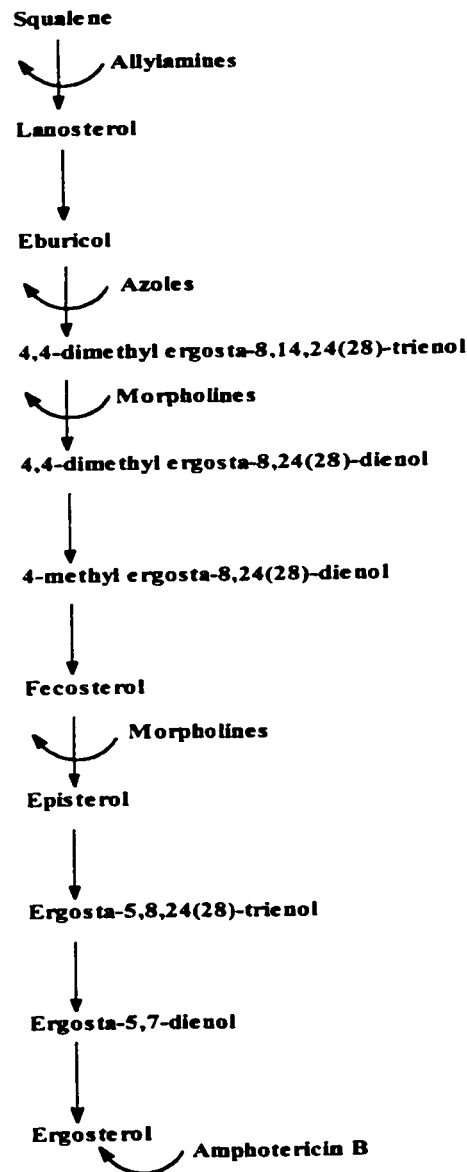 Squalene
Allylamines
Lanosterol
Eburicol
Azoles
4,4-dimethyl ergosta-8,14,24(28)-trienol
Morpholines
4,4-dimethyl ergosta-8,24(28)-dienol
4-methyl ergosta-8,24(28)-dienol
Fecosterol
Morpholines
Episterol
Ergosta-5,8,24(28)-trienol
Ergosta-5,7-dienol
Ergosterol
Amphotericin B